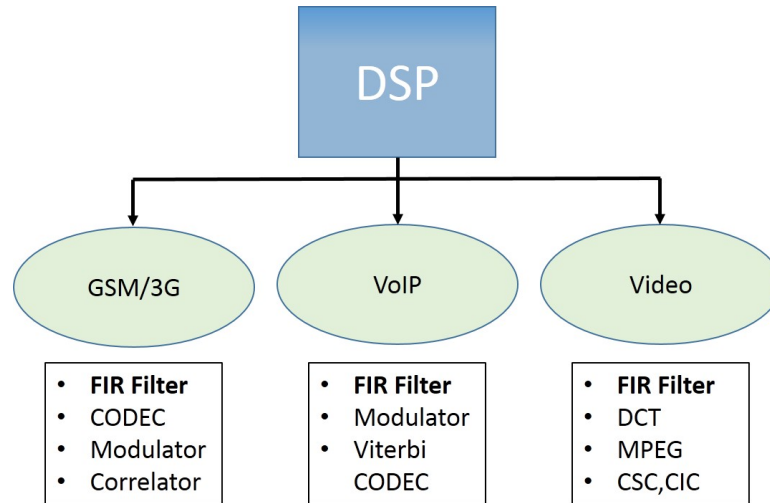 DSP
GSM/3G
VoIP
Video
• FIR Filter
• CODEC
• Modulator
• Correlator
• FIR Filter
• Modulator
• Viterbi
CODEC
• FIR Filter
• DCT
• MPEG
• CSC,CIC